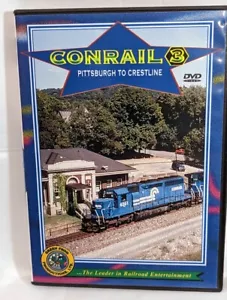 CONRAIL 3
PITTSBURGH TO CRESTLINE
DVD
...The Leader in Railroad Entertainment